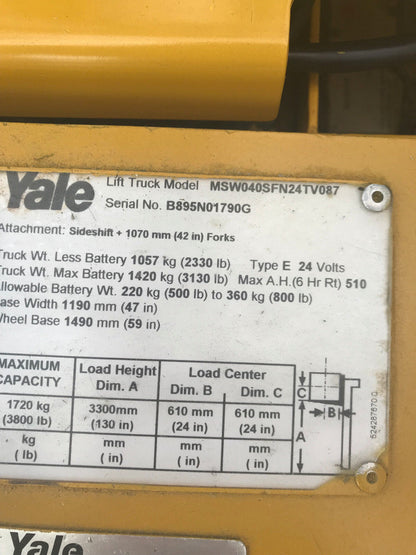 Yale Lift Truck Model MSW040SFN24TV087
Serial No. B895N01790G
Attachment: Sideshift + 1070 mm (42 in) Forks
Truck Wt. Less Battery 1057 kg (2330 lb) Type E 24 Volts
Truck Wt. Max Battery 1420 kg (3130 lb) Max A.H.(6 Hr Rt) 510
Allowable Battery Wt. 220 kg (500 lb) to 360 kg (800 lb)
Base Width 1190 mm (47 in)
Wheel Base 1490 mm (59 in)
MAXIMUM CAPACITY Load Height Dim. A Load Center Dim. B Dim. C
1720 kg 3300mm 610 mm 610 mm
(3800 lb) (130 in) (24 in) (24 in)
kg mm mm mm
( lb) ( in) ( in) ( in)
C
B
A
524287670
Yale